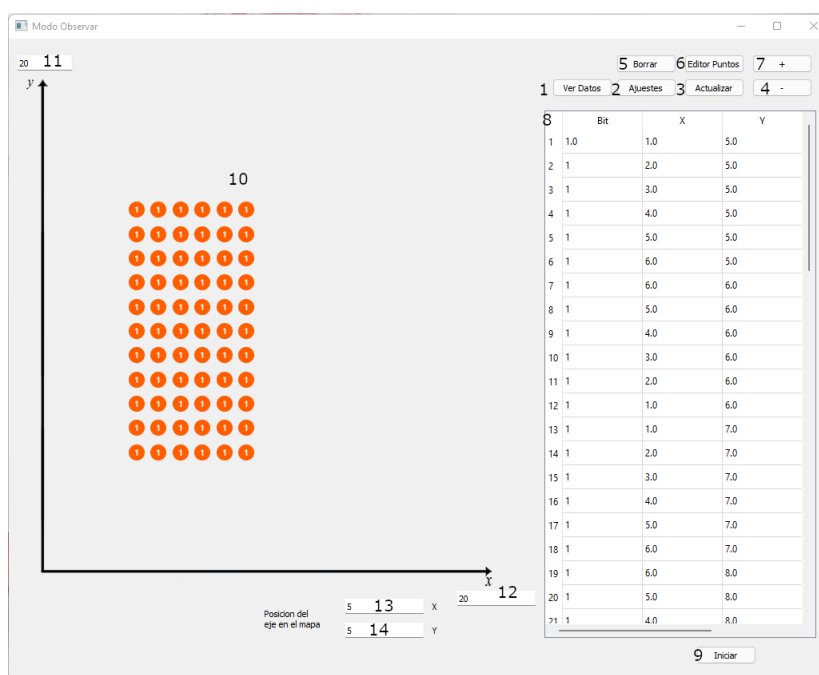 Modo Observar
20 11
5 Borrar 6 Editor Puntos 7 +
1 Ver Datos 2 Ajuestes 3 Actualizar 4 -
y
8 Bit X Y
1 1.0 1.0 5.0
2 1 2.0 5.0
3 1 3.0 5.0
4 1 4.0 5.0
5 1 5.0 5.0
6 1 6.0 5.0
7 1 6.0 6.0
8 1 5.0 6.0
9 1 4.0 6.0
10 1 3.0 6.0
11 1 2.0 6.0
12 1 1.0 6.0
13 1 1.0 7.0
14 1 2.0 7.0
15 1 3.0 7.0
16 1 4.0 7.0
17 1 5.0 7.0
18 1 6.0 7.0
19 1 6.0 8.0
20 1 5.0 8.0
21 1 4.0 8.0
10
1 1 1 1 1 1
1 1 1 1 1 1
1 1 1 1 1 1
1 1 1 1 1 1
1 1 1 1 1 1
1 1 1 1 1 1
1 1 1 1 1 1
1 1 1 1 1 1
1 1 1 1 1 1
1 1 1 1 1 1
1 1 1 1 1 1
x
20 12
Posicion del
eje en el mapa
5 13 X
5 14 Y
9 Iniciar